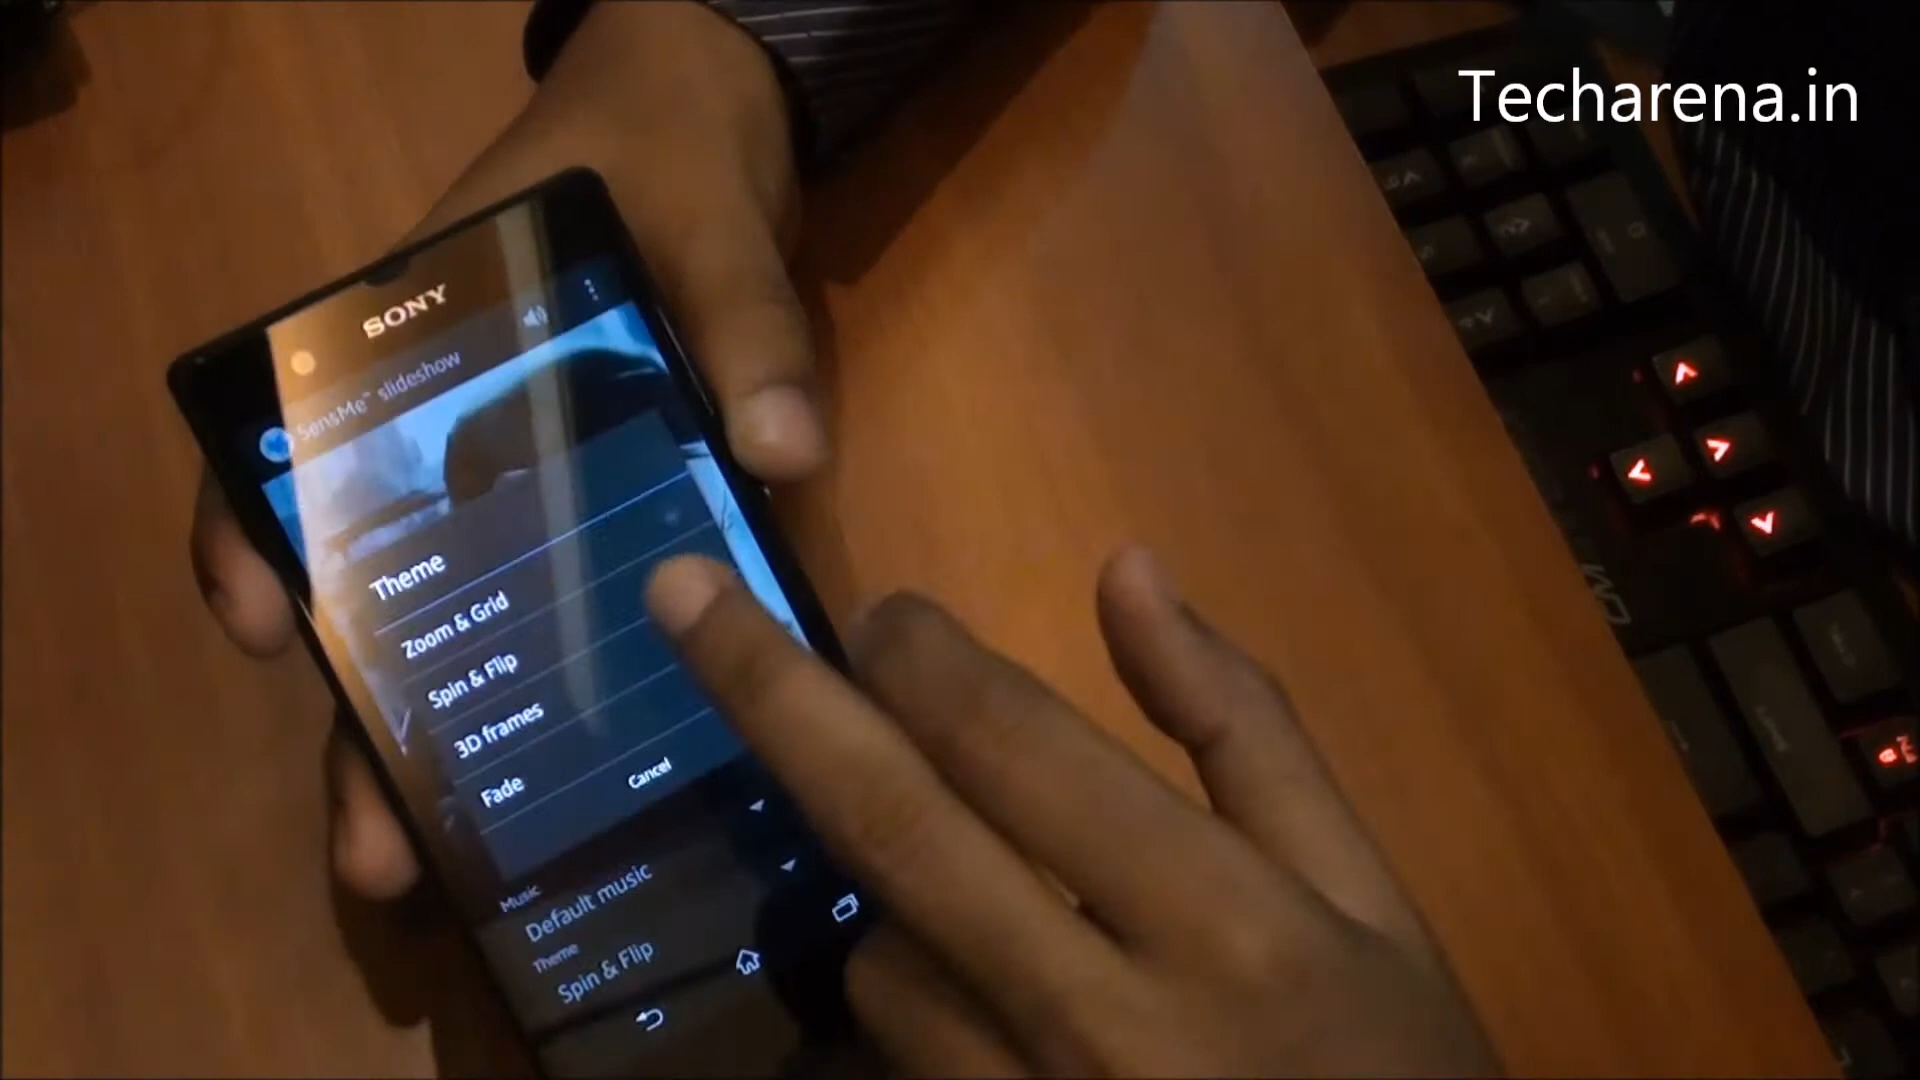 Techarena.in
SONY
SensMe™ slideshow
Theme
Zoom & Grid
Spin & Flip
3D frames
Fade
Cancel
Music
Default music
Theme
Spin & Flip